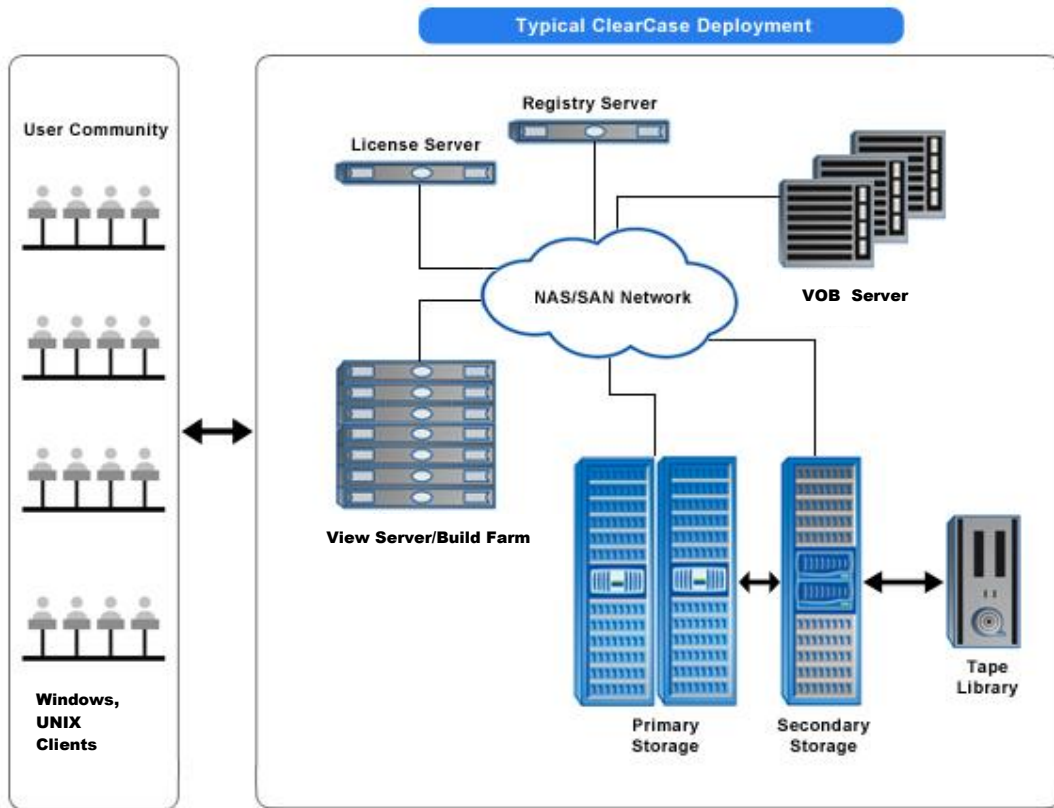 Typical ClearCase Deployment
User Community
Windows,
UNIX
Clients
Registry Server
License Server
VOB Server
NAS/SAN Network
View Server/Build Farm
Primary
Storage
Secondary
Storage
Tape
Library